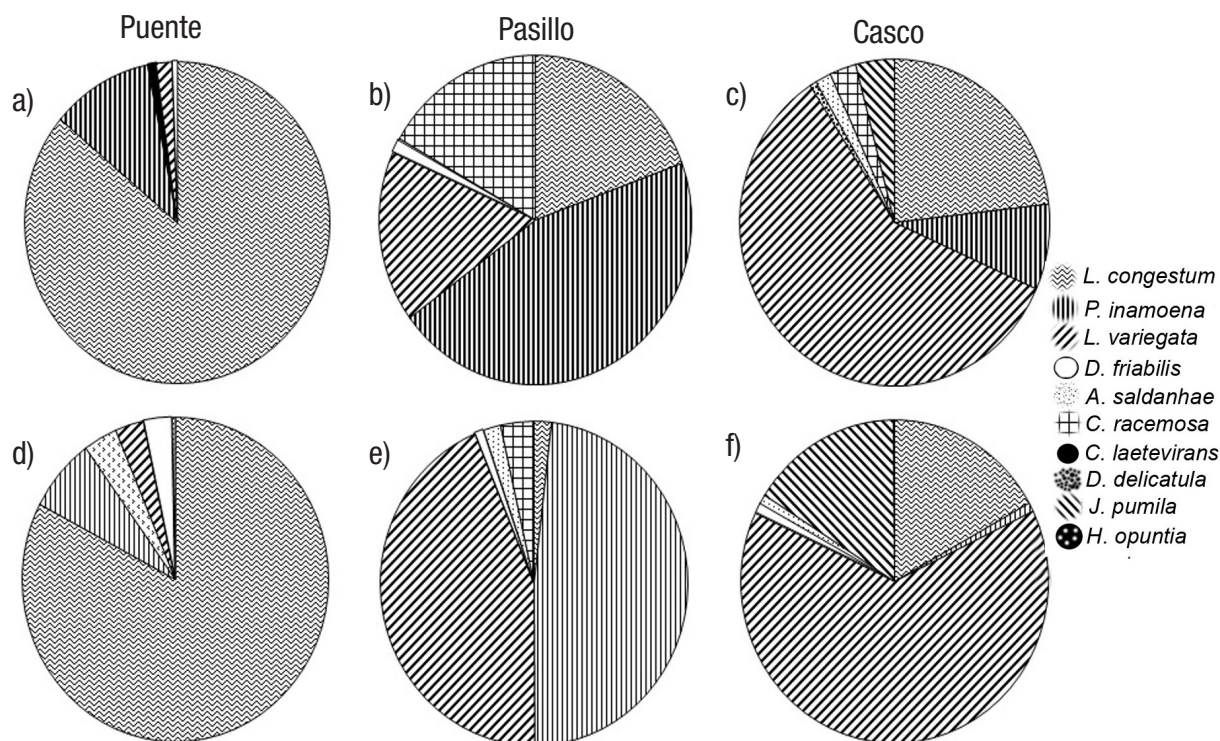 Puente
Pasillo
Casco
a)
b)
c)
L. congestum
P. inamoena
L. variegata
D. friabilis
A. saldanhae
C. racemosa
C. laetevirans
D. delicatula
J. pumila
H. opuntia
d)
e)
f)